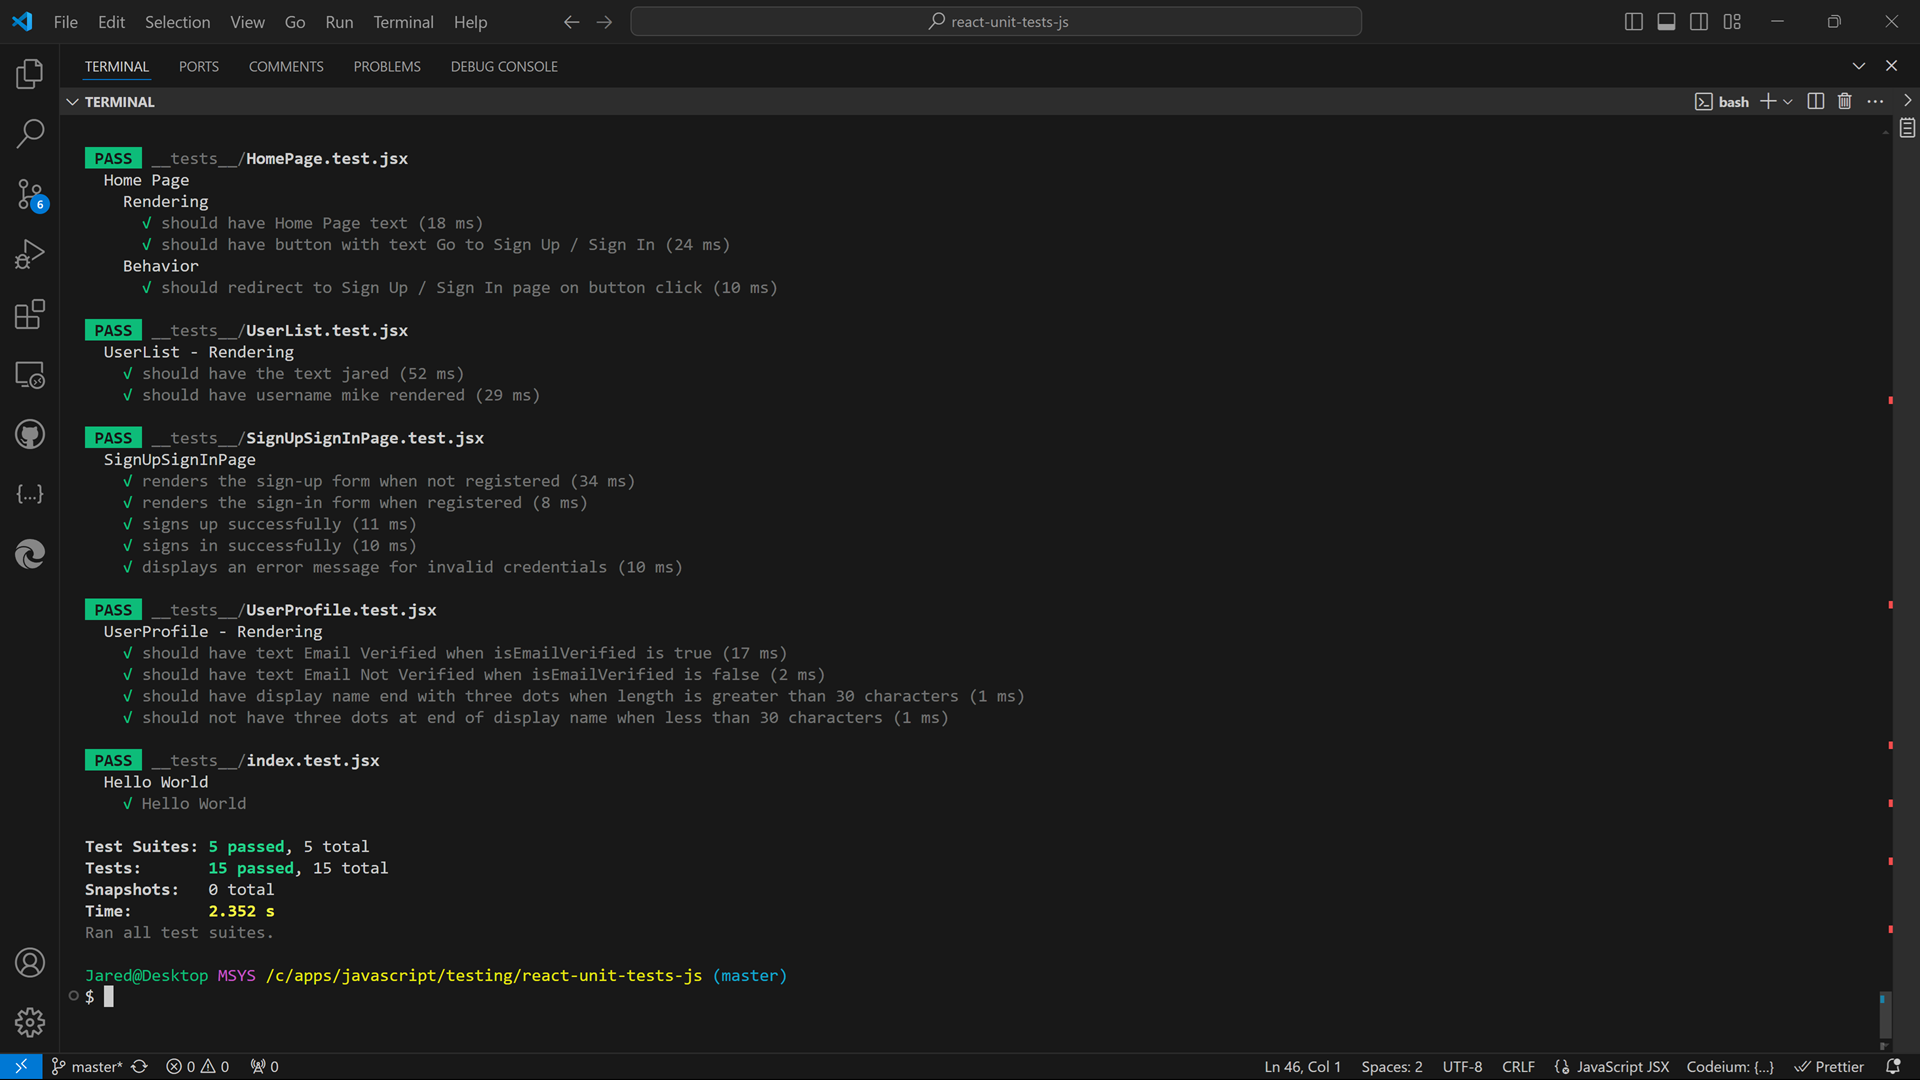 File Edit Selection View Go Run Terminal Help react-unit-tests-js
TERMINAL PORTS COMMENTS PROBLEMS DEBUG CONSOLE
TERMINAL bash
PASS __tests__/HomePage.test.jsx
Home Page
Rendering
√ should have Home Page text (18 ms)
√ should have button with text Go to Sign Up / Sign In (24 ms)
Behavior
√ should redirect to Sign Up / Sign In page on button click (10 ms)
PASS __tests__/UserList.test.jsx
UserList - Rendering
√ should have the text jared (52 ms)
√ should have username mike rendered (29 ms)
PASS __tests__/SignUpSignInPage.test.jsx
SignUpSignInPage
√ renders the sign-up form when not registered (34 ms)
√ renders the sign-in form when registered (8 ms)
√ signs up successfully (11 ms)
√ signs in successfully (10 ms)
√ displays an error message for invalid credentials (10 ms)
PASS __tests__/UserProfile.test.jsx
UserProfile - Rendering
√ should have text Email Verified when isEmailVerified is true (17 ms)
√ should have text Email Not Verified when isEmailVerified is false (2 ms)
√ should have display name end with three dots when length is greater than 30 characters (1 ms)
√ should not have three dots at end of display name when less than 30 characters (1 ms)
PASS __tests__/index.test.jsx
Hello World
√ Hello World
Test Suites: 5 passed, 5 total
Tests: 15 passed, 15 total
Snapshots: 0 total
Time: 2.352 s
Ran all test suites.
Jared@Desktop MSYS /c/apps/javascript/testing/react-unit-tests-js (master)
$
6
{...}
master* 0 0 0 Ln 46, Col 1 Spaces: 2 UTF-8 CRLF {} JavaScript JSX Codeium: {...} Prettier